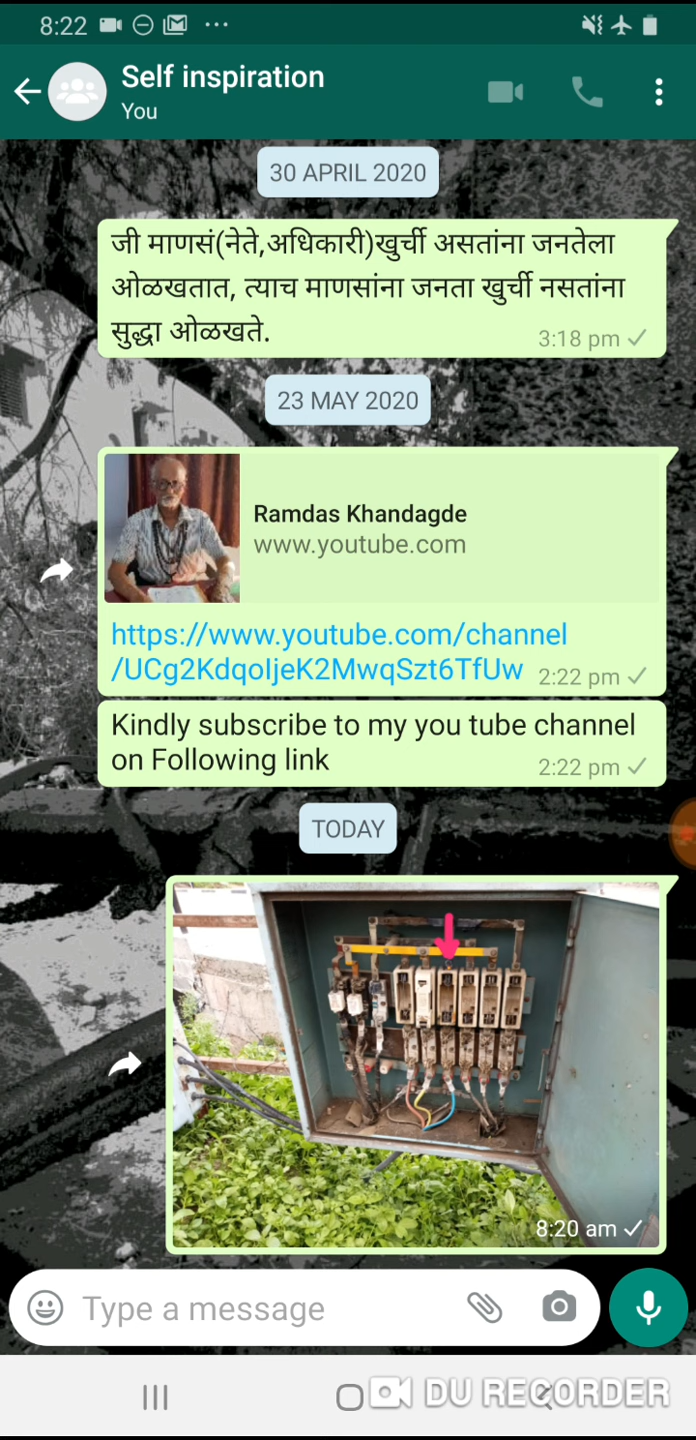 8:22
Self inspiration
You
30 APRIL 2020
जी माणसं(नेते,अधिकारी)खुर्ची असतांना जनतेला
ओळखतात, त्याच माणसांना जनता खुर्ची नसतांना
सुद्धा ओळखते.
3:18 pm
23 MAY 2020
Ramdas Khandagde
www.youtube.com
https://www.youtube.com/channel
/UCg2KdqoIjeK2MwqSzt6TfUw
2:22 pm
Kindly subscribe to my you tube channel
on Following link
2:22 pm
TODAY
8:20 am
Type a message
DU RECORDER